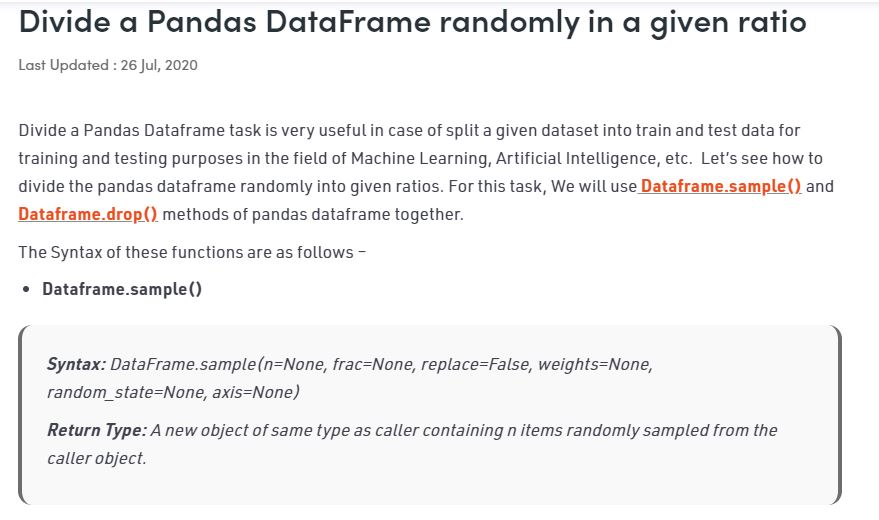 Divide a Pandas DataFrame randomly in a given ratio
Last Updated : 26 Jul, 2020
Divide a Pandas Dataframe task is very useful in case of split a given dataset into train and test data for
training and testing purposes in the field of Machine Learning, Artificial Intelligence, etc. Let's see how to
divide the pandas dataframe randomly into given ratios. For this task, We will use Dataframe.sample() and
Dataframe.drop() methods of pandas dataframe together.
The Syntax of these functions are as follows –
• Dataframe.sample()
Syntax: DataFrame.sample(n=None, frac=None, replace=False, weights=None,
random_state=None, axis=None)
Return Type: A new object of same type as caller containing n items randomly sampled from the
caller object.